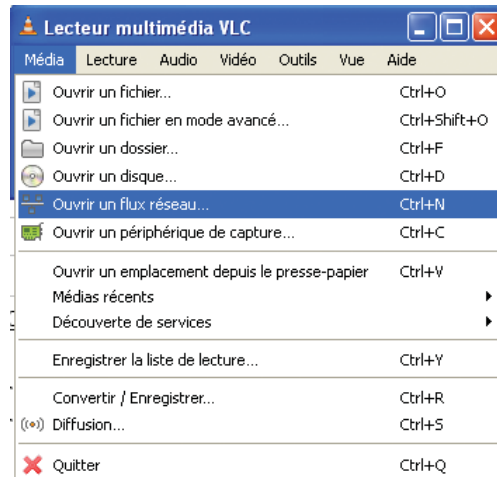 Lecteur multimédia VLC
Média Lecture Audio Vidéo Outils Vue Aide
Ouvrir un fichier... Ctrl+O
Ouvrir un fichier en mode avancé... Ctrl+Shift+O
Ouvrir un dossier... Ctrl+F
Ouvrir un disque... Ctrl+D
Ouvrir un flux réseau... Ctrl+N
Ouvrir un périphérique de capture... Ctrl+C
Ouvrir un emplacement depuis le presse-papier Ctrl+V
Médias récents
Découverte de services
Enregistrer la liste de lecture... Ctrl+Y
Convertir / Enregistrer... Ctrl+R
Diffusion... Ctrl+S
Quitter Ctrl+Q